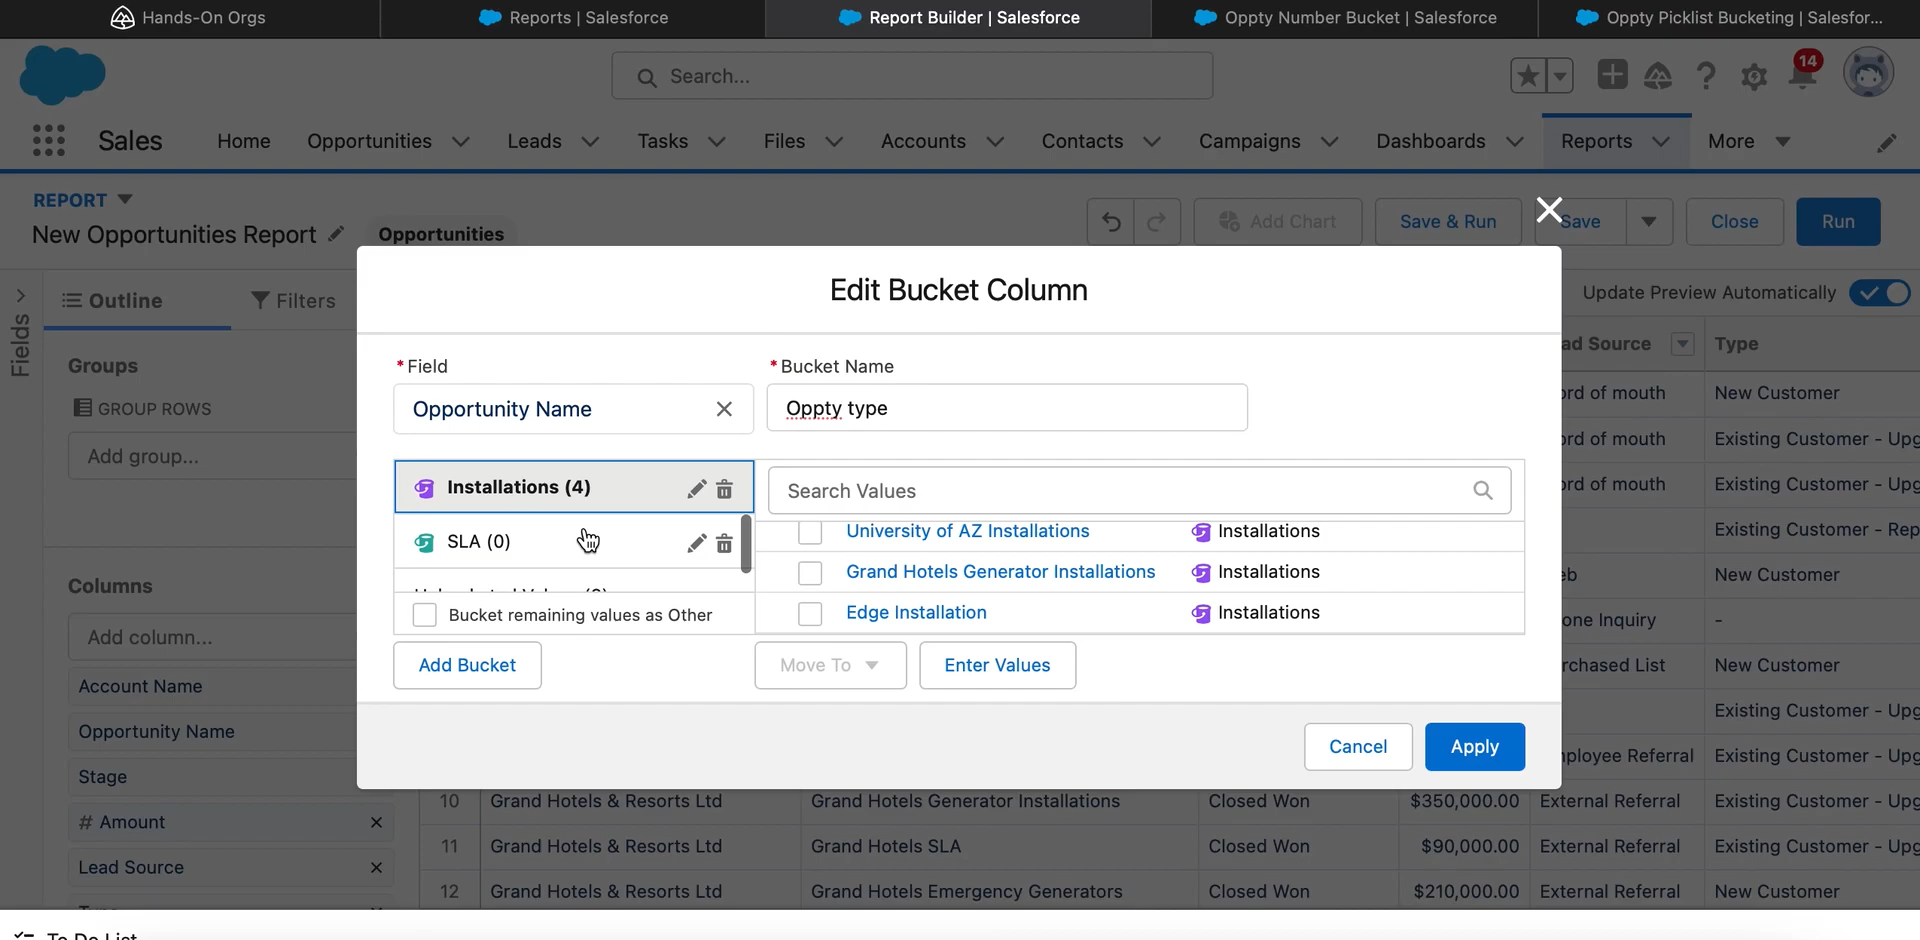 Hands-On Orgs
Reports | Salesforce
Report Builder | Salesforce
Oppty Number Bucket | Salesforce
Oppty Picklist Bucketing | Salesfor...
Search...
14
Sales
Home
Opportunities
Leads
Tasks
Files
Accounts
Contacts
Campaigns
Dashboards
Reports
More
REPORT
New Opportunities Report
Opportunities
Add Chart
Save & Run
Save
Close
Run
Fields
Outline
Filters
Update Preview Automatically
Groups
GROUP ROWS
Add group...
Columns
Add column...
Account Name
Opportunity Name
Stage
# Amount
Lead Source
Edit Bucket Column
* Field
* Bucket Name
Opportunity Name
Oppty type
Installations (4)
SLA (0)
Bucket remaining values as Other
Add Bucket
Search Values
University of AZ Installations Installations
Grand Hotels Generator Installations Installations
Edge Installation Installations
Move To
Enter Values
Cancel
Apply
ad Source Type
ord of mouth New Customer
ord of mouth Existing Customer - Upg
ord of mouth Existing Customer - Upg
Existing Customer - Rep
eb New Customer
one Inquiry -
rchased List New Customer
Existing Customer - Upg
ployee Referral Existing Customer - Upg
10 Grand Hotels & Resorts Ltd Grand Hotels Generator Installations Closed Won $350,000.00 External Referral Existing Customer - Upg
11 Grand Hotels & Resorts Ltd Grand Hotels SLA Closed Won $90,000.00 External Referral Existing Customer - Upg
12 Grand Hotels & Resorts Ltd Grand Hotels Emergency Generators Closed Won $210,000.00 External Referral New Customer
To Do List